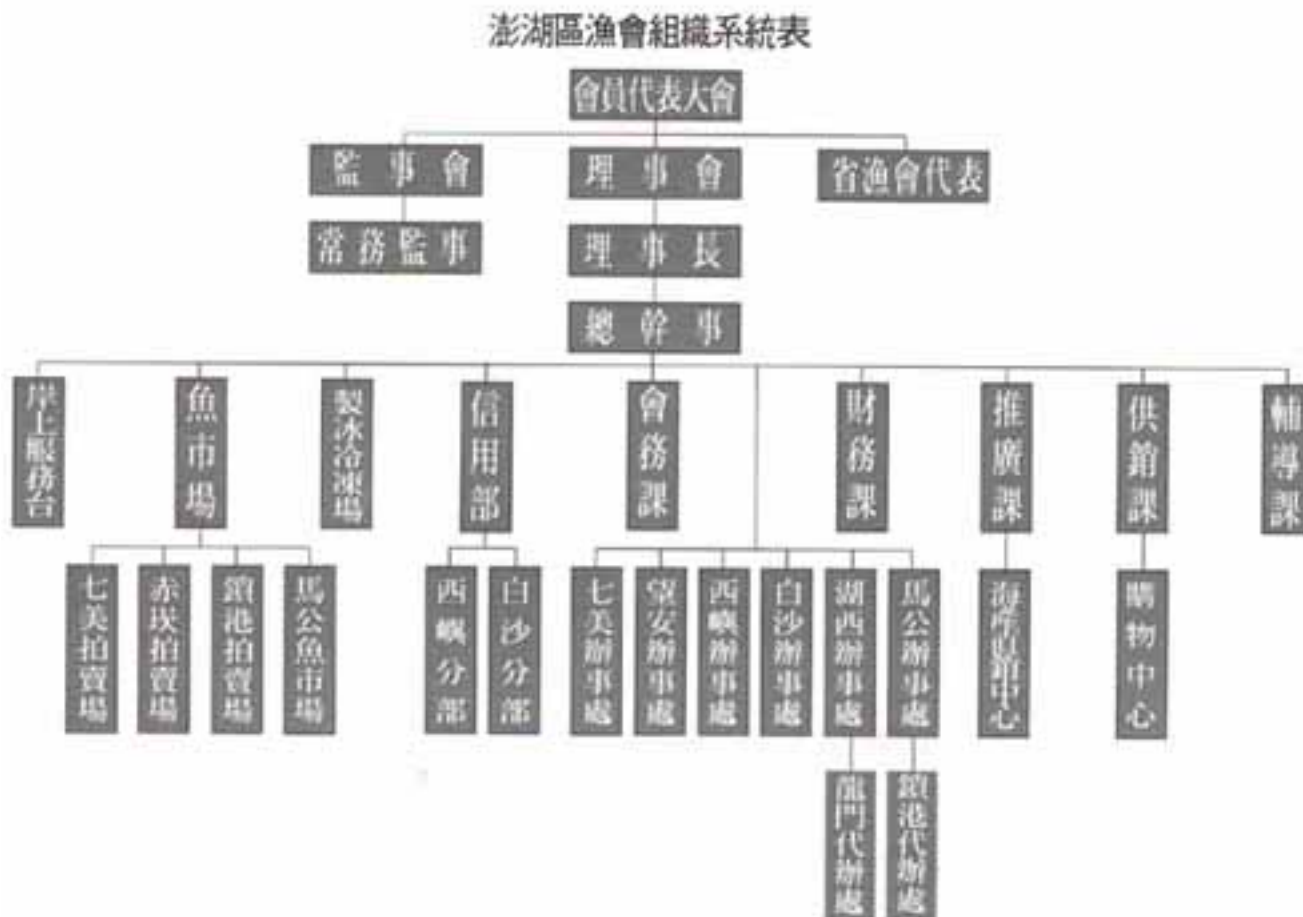 澎湖區漁會組織系統表
會員代表大會
監事會
理事會
省漁會代表
常務監事
理事長
總幹事
岸上服務台
魚市場
製冰冷凍場
信用部
會務課
財務課
推廣課
供銷課
輔導課
七美拍賣場
赤崁拍賣場
鎖港拍賣場
馬公魚市場
西嶼分部
白沙分部
七美辦事處
望安辦事處
西嶼辦事處
白沙辦事處
湖西辦事處
馬公辦事處
海產展銷中心
購物中心
龍門代辦處
鎖港代辦處